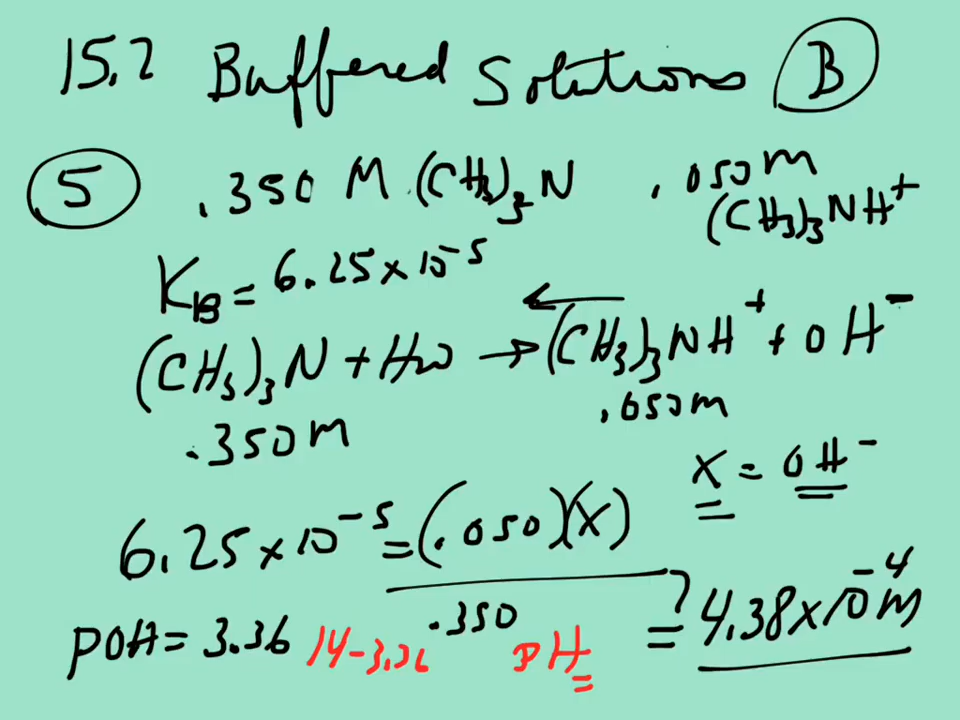 15.2 Buffered Solutions B
5 .350 M (CH3)3N .050 M
(CH3)3NH+
KB = 6.25 x 10-5
(CH3)3N + HW → (CH3)3NH+ + OH-
.350 M .050 M
X = OH-
6.25 x 10-5 = (.050)(X)
.350
= 4.38 x 10-4 M
POH = 3.36 14-3.36 PH =